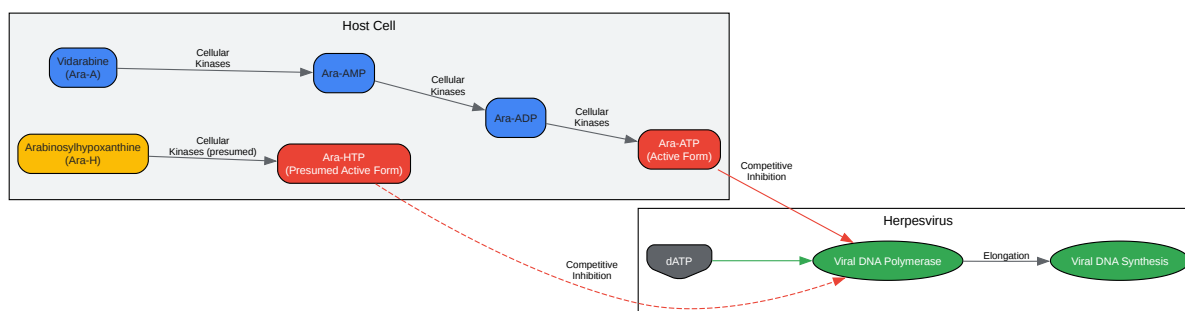 Host Cell
Vidarabine
(Ara-A)
Cellular
Kinases
Ara-AMP
Cellular
Kinases
Ara-ADP
Cellular
Kinases
Ara-ATP
(Active Form)
Arabinosylhypoxanthine
(Ara-H)
Cellular
Kinases (presumed)
Ara-HTP
(Presumed Active Form)
Competitive
Inhibition
Herpesvirus
Competitive
Inhibition
dATP
Viral DNA Polymerase
Elongation
Viral DNA Synthesis